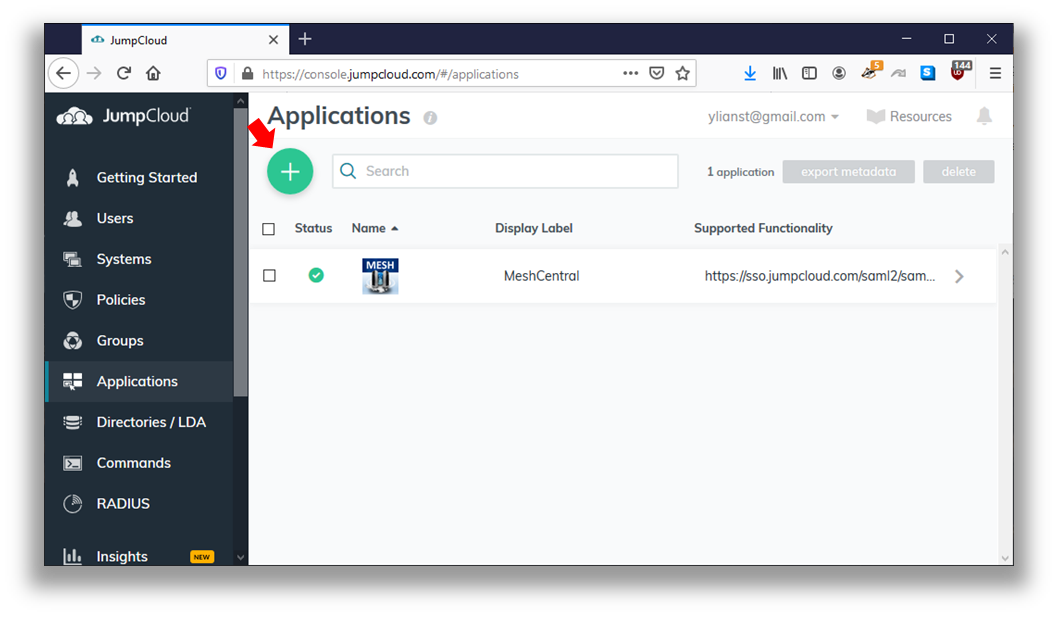 JumpCloud
https://console.jumpcloud.com/#/applications
5
S
144
JumpCloud
Applications
ylianst@gmail.com
Resources
Getting Started
Users
Systems
Policies
Groups
Applications
Directories / LDA
Commands
RADIUS
Insights NEW
Search
1 application
export metadata
delete
Status Name Display Label Supported Functionality
MESH
MeshCentral
https://sso.jumpcloud.com/saml2/sam...